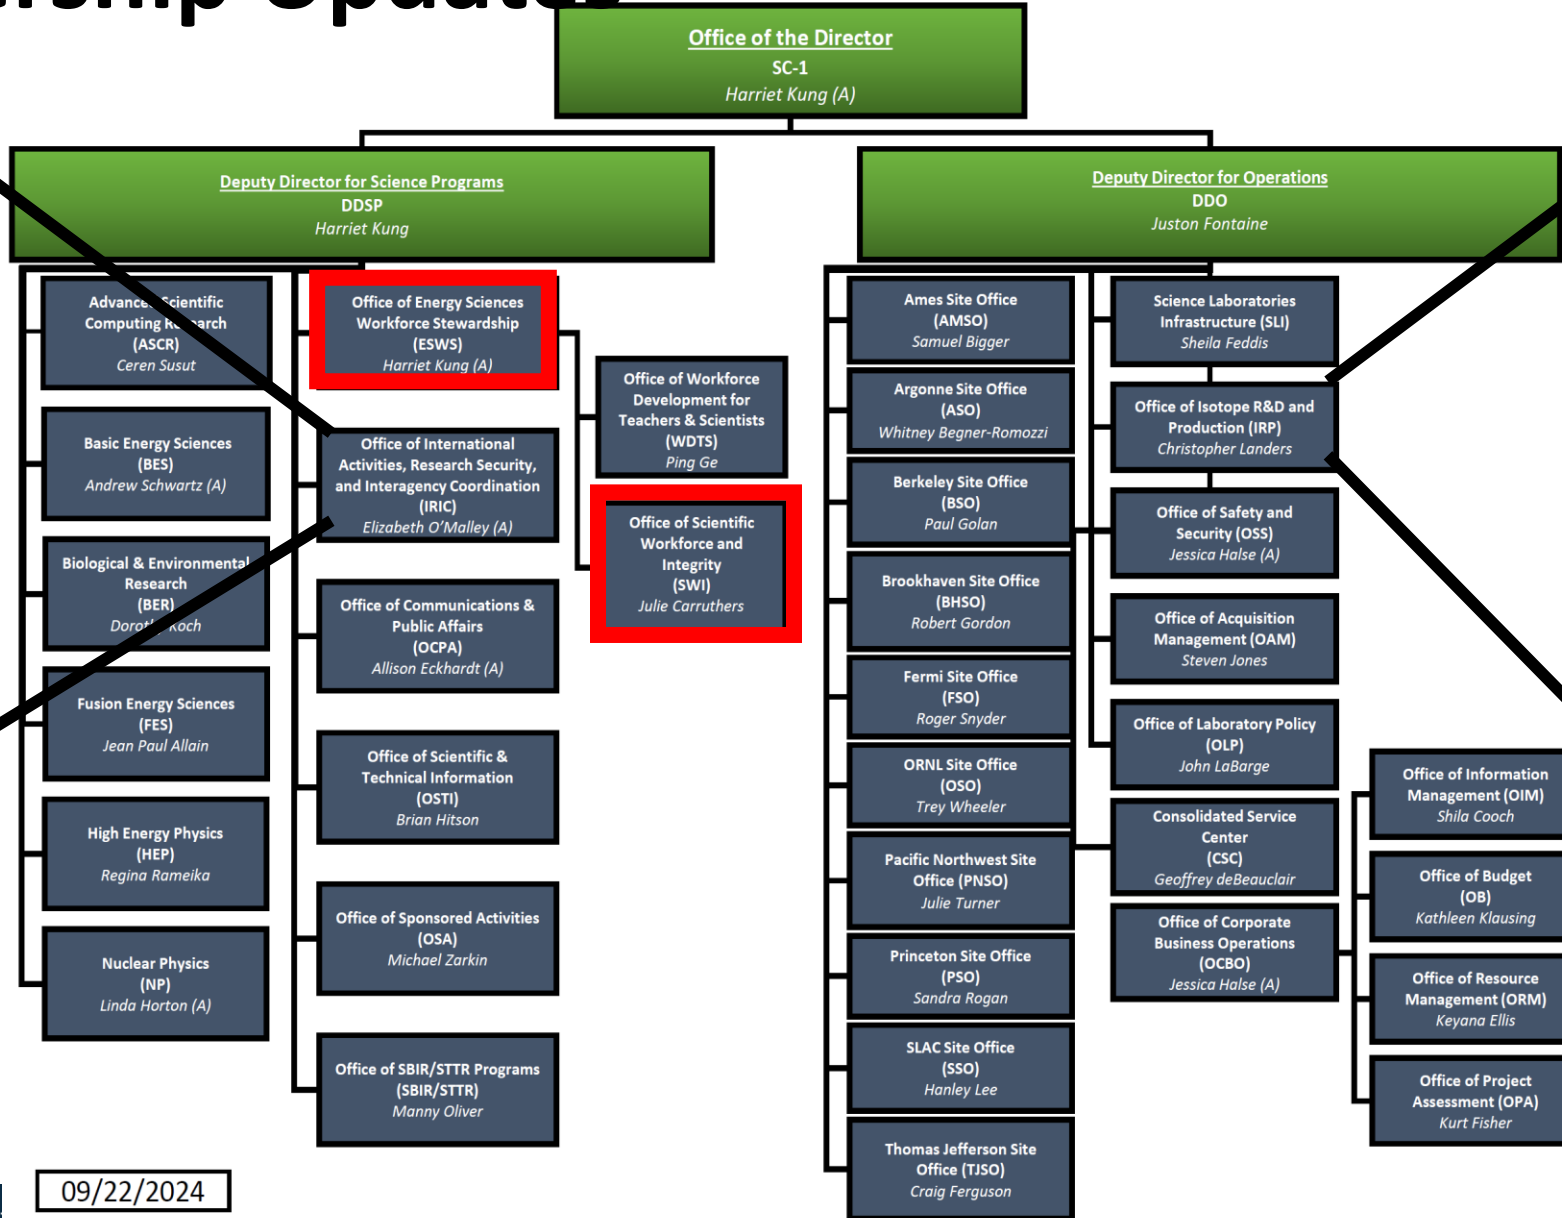 Updates
Office of the Director
SC-1
Harriet Kung (A)
Deputy Director for Science Programs
DDSP
Harriet Kung
Deputy Director for Operations
DDO
Juston Fontaine
Advanced Scientific
Computing Research
(ASCR)
Ceren Susut
Basic Energy Sciences
(BES)
Andrew Schwartz (A)
Biological & Environmental
Research
(BER)
Dorothy Koch
Fusion Energy Sciences
(FES)
Jean Paul Allain
High Energy Physics
(HEP)
Regina Rameika
Nuclear Physics
(NP)
Linda Horton (A)
Office of Energy Sciences
Workforce Stewardship
(ESWS)
Harriet Kung (A)
Office of International
Activities, Research Security,
and Interagency Coordination
(IRIC)
Elizabeth O’Malley (A)
Office of Communications &
Public Affairs
(OCPA)
Allison Eckhardt (A)
Office of Scientific &
Technical Information
(OSTI)
Brian Hitson
Office of Sponsored Activities
(OSA)
Michael Zarkin
Office of SBIR/STTR Programs
(SBIR/STTR)
Manny Oliver
Office of Workforce
Development for
Teachers & Scientists
(WDTS)
Ping Ge
Office of Scientific
Workforce and
Integrity
(SWI)
Julie Carruthers
Ames Site Office
(AMSO)
Samuel Bigger
Argonne Site Office
(ASO)
Whitney Begner-Romozzi
Berkeley Site Office
(BSO)
Paul Golan
Brookhaven Site Office
(BHSO)
Robert Gordon
Fermi Site Office
(FSO)
Roger Snyder
ORNL Site Office
(OSO)
Trey Wheeler
Pacific Northwest Site
Office (PNSO)
Julie Turner
Princeton Site Office
(PSO)
Sandra Rogan
SLAC Site Office
(SSO)
Hanley Lee
Thomas Jefferson Site
Office (TJSO)
Craig Ferguson
Science Laboratories
Infrastructure (SLI)
Sheila Feddis
Office of Isotope R&D and
Production (IRP)
Christopher Landers
Office of Safety and
Security (OSS)
Jessica Halse (A)
Office of Acquisition
Management (OAM)
Steven Jones
Office of Laboratory Policy
(OLP)
John LaBarge
Consolidated Service
Center
(CSC)
Geoffrey deBeauclair
Office of Corporate
Business Operations
(OCBO)
Jessica Halse (A)
Office of Information
Management (OIM)
Shila Cooch
Office of Budget
(OB)
Kathleen Klausing
Office of Resource
Management (ORM)
Keyana Ellis
Office of Project
Assessment (OPA)
Kurt Fisher
09/22/2024